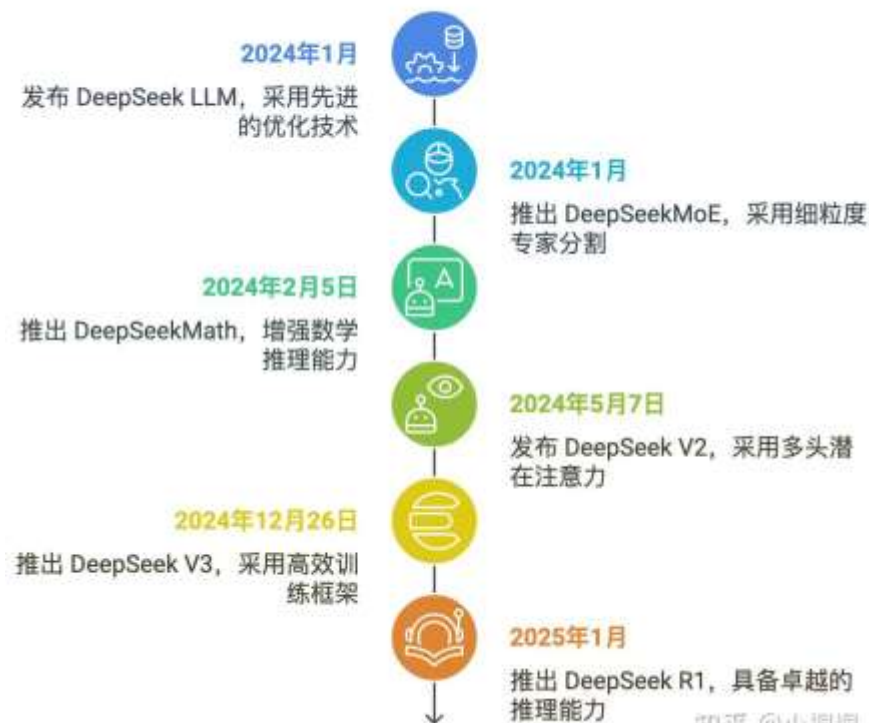 2024年1月
发布 DeepSeek LLM，采用先进
的优化技术
2024年1月
推出 DeepSeekMoE，采用细粒度
专家分割
A
2024年2月5日
推出 DeepSeekMath，增强数学
推理能力
2024年5月7日
发布 DeepSeek V2，采用多头潜
在注意力
2024年12月26日
推出 DeepSeek V3，采用高效训
练框架
2025年1月
推出 DeepSeek R1，具备卓越的
推理能力